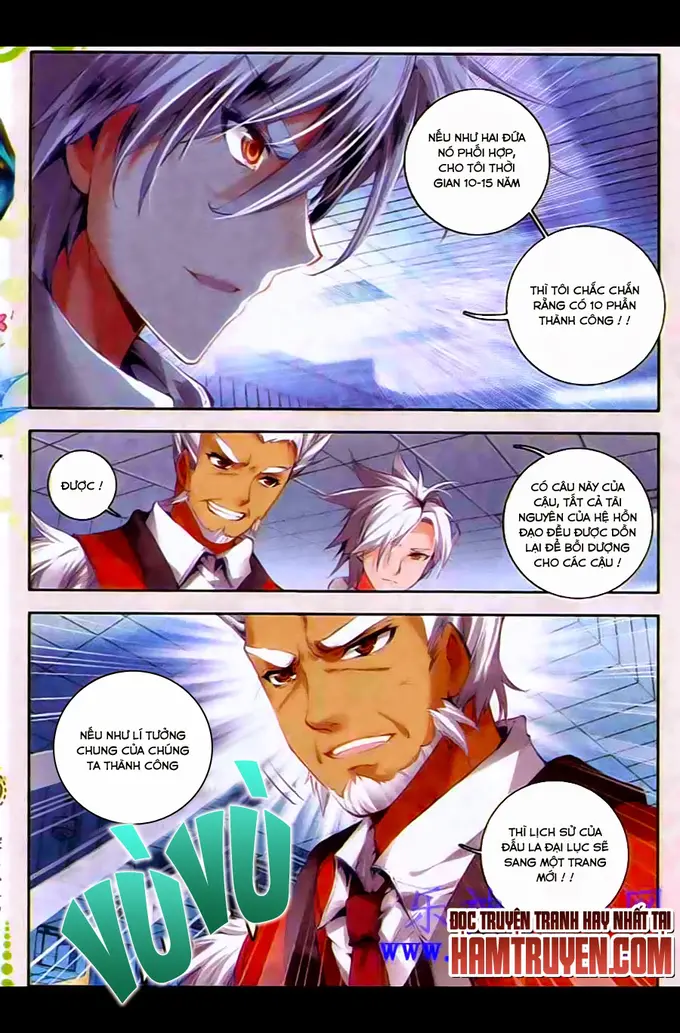 NẾU NHƯ HAI ĐỨA
NÓ PHỐI HỢP,
CHO TÔI THỜI
GIAN 10-15 NĂM
THÌ TÔI CHẮC CHẮN
RẰNG CÓ 10 PHẦN
THÀNH CÔNG ! !
ĐƯỢC !
CÓ CÂU NÀY CỦA
CẬU, TẤT CẢ TÀI
NGUYÊN CỦA HỆ HỒN
ĐẠO ĐỀU ĐƯỢC DỒN
LẠI ĐỂ BỒI DƯỢNG
CHO CÁC CẬU !
NẾU NHƯ LÍ TƯỞNG
CHUNG CỦA CHÚNG
TA THÀNH CÔNG
VÙ VÙ
THÌ LỊCH SỬ CỦA
ĐẤU LA ĐẠI LỤC SẼ
SANG MỘT TRANG
MỚI ! !
www.
ĐỌC TRUYỆN TRANH HAY NHẤT TẠI
HAMTRUYEN.COM